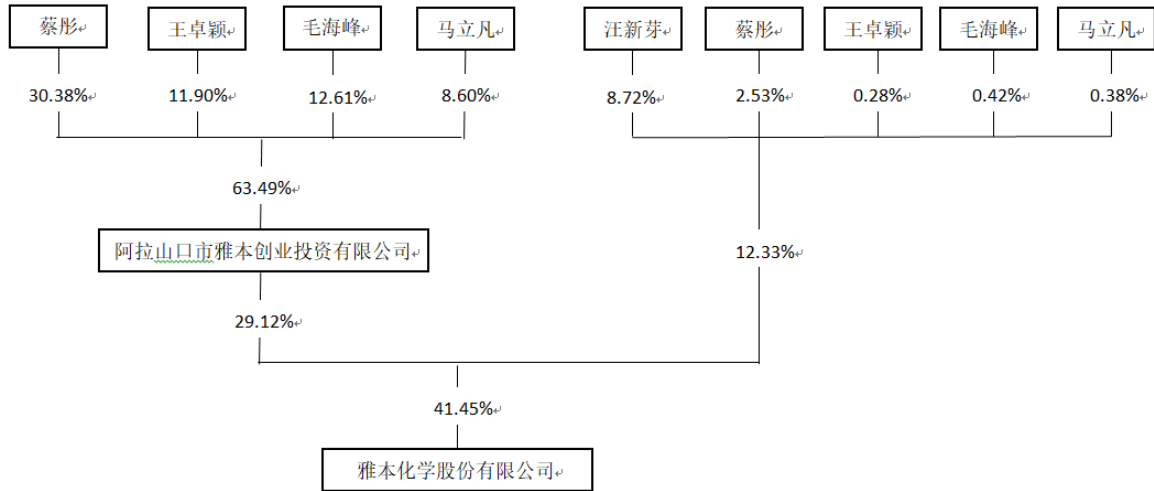 蔡彤
王卓颖
毛海峰
马立凡
汪新芽
蔡彤
王卓颖
毛海峰
马立凡
30.38%
11.90%
12.61%
8.60%
8.72%
2.53%
0.28%
0.42%
0.38%
63.49%
阿拉山口市雅本创业投资有限公司
12.33%
29.12%
41.45%
雅本化学股份有限公司